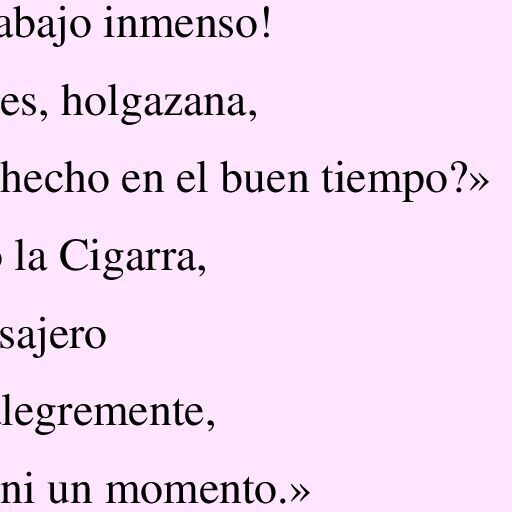 abajo inmenso!
es, holgazana,
hecho en el buen tiempo?»
la Cigarra,
sajero
legremente,
ni un momento.»